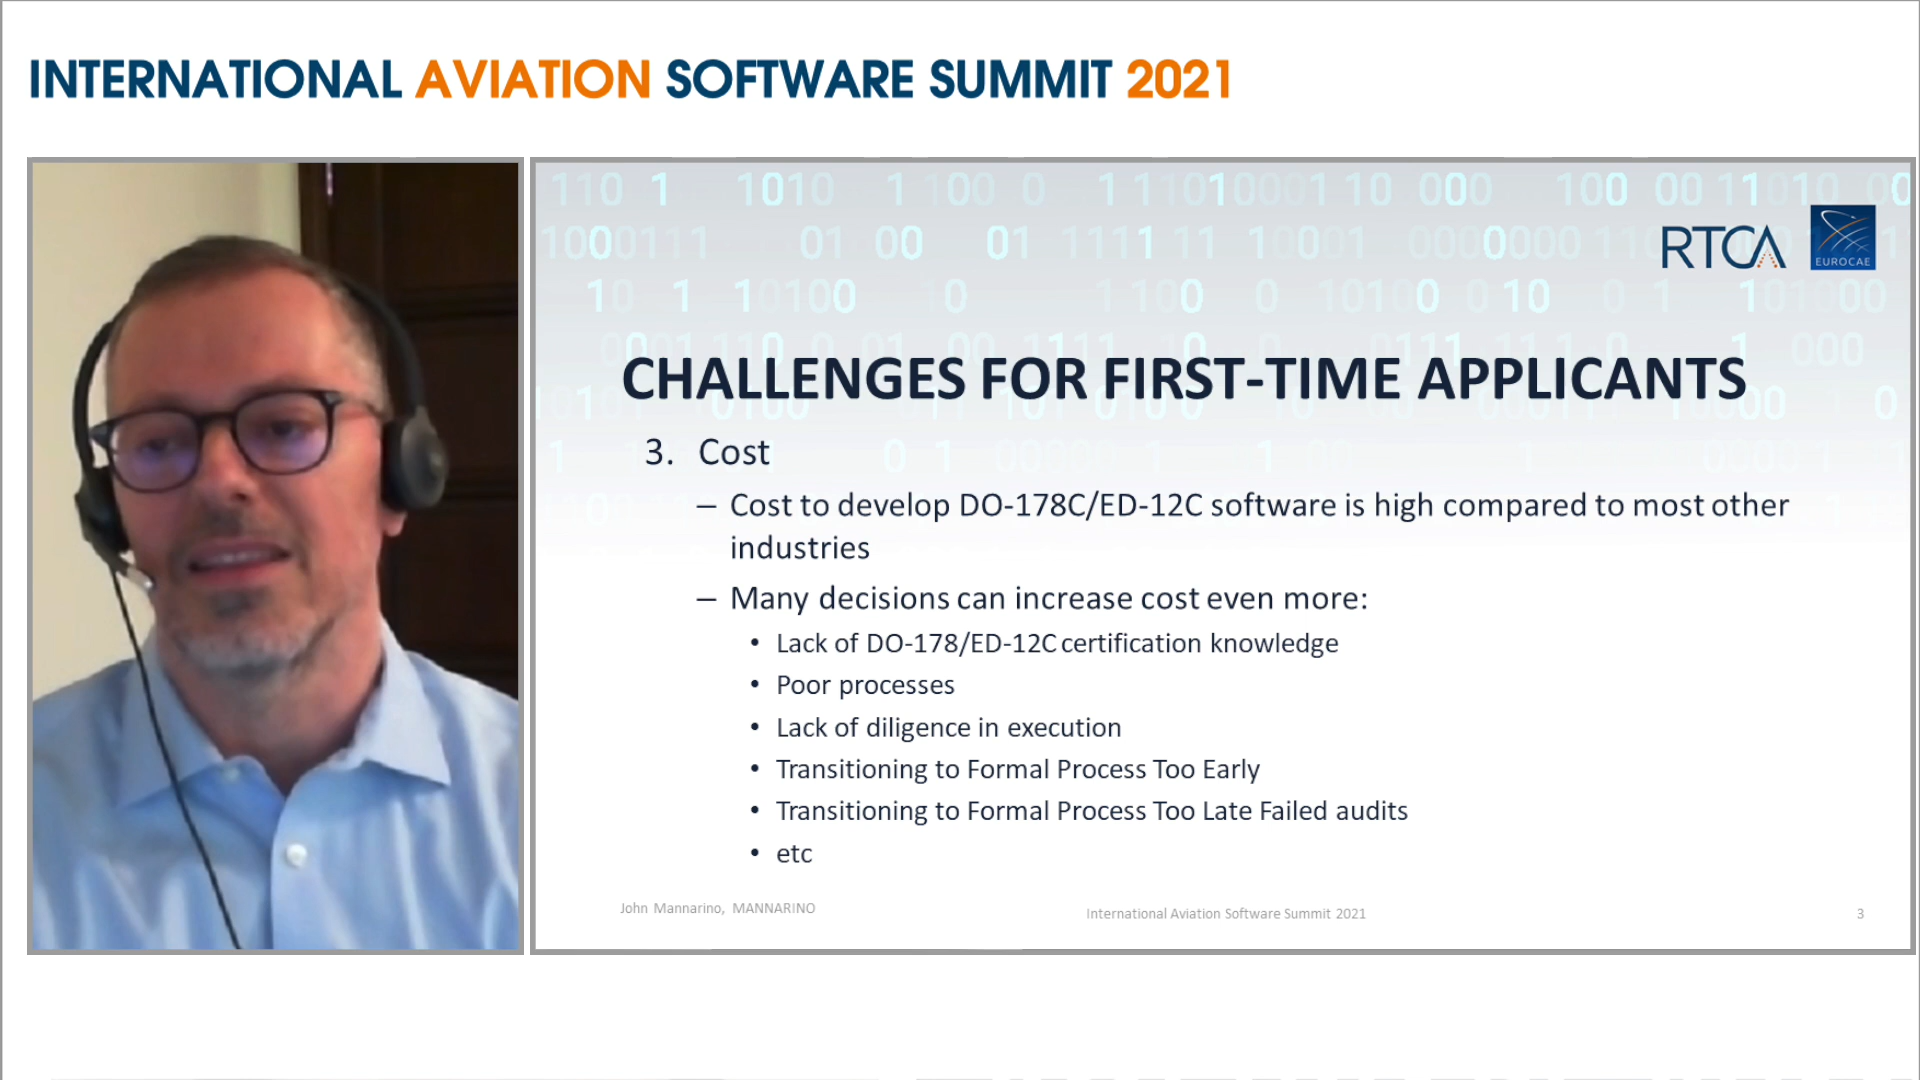 INTERNATIONAL AVIATION SOFTWARE SUMMIT 2021
RTCA
EUROCAE
CHALLENGES FOR FIRST-TIME APPLICANTS
3. Cost
– Cost to develop DO-178C/ED-12C software is high compared to most other
industries
– Many decisions can increase cost even more:
• Lack of DO-178/ED-12C certification knowledge
• Poor processes
• Lack of diligence in execution
• Transitioning to Formal Process Too Early
• Transitioning to Formal Process Too Late Failed audits
• etc
John Mannarino, MANNARINO
International Aviation Software Summit 2021
3